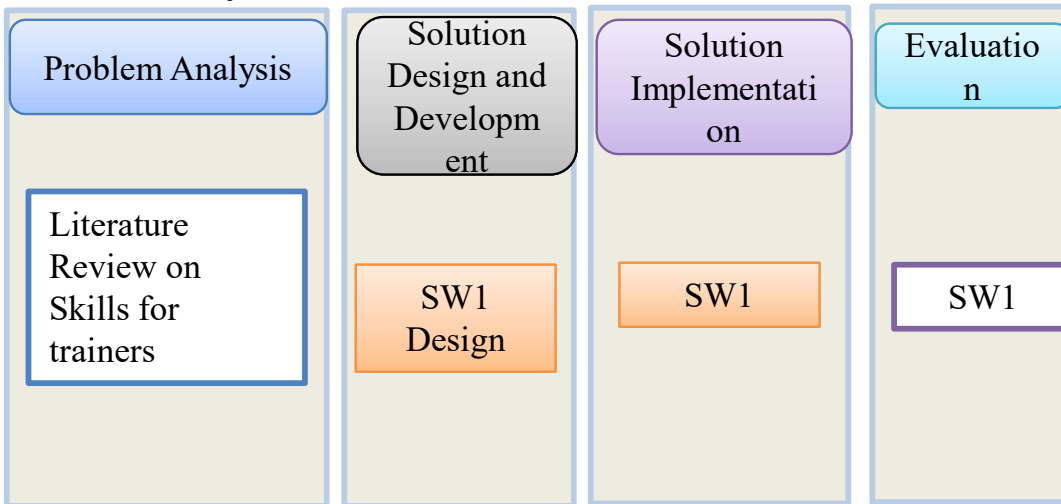 Problem Analysis
Solution
Design and
Developm
ent
Solution
Implementati
on
Evaluatio
n
Literature
Review on
Skills for
trainers
SW1
Design
SW1
SW1